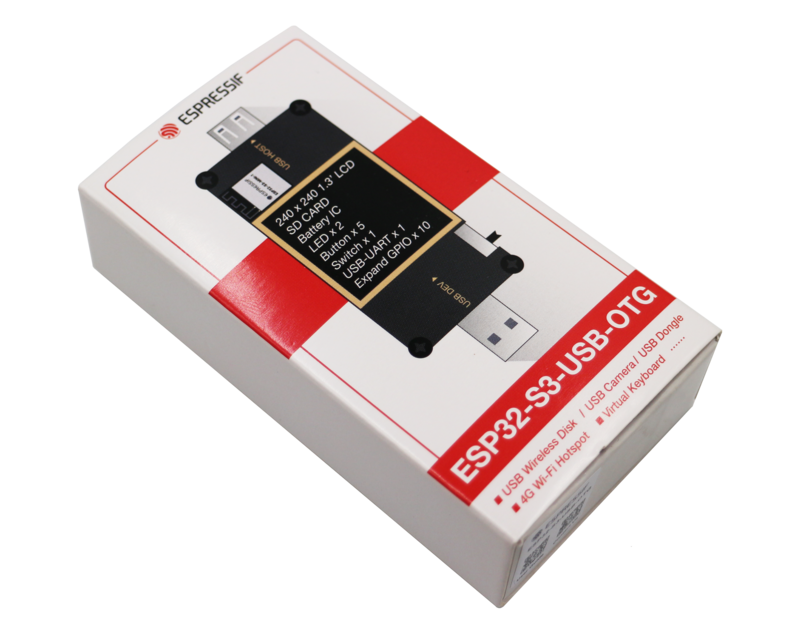 ESPRESSIF
USB HOST
240 x 240 1.3' LCD
SD CARD
Battery IC
LED x 2
Button x 5
Switch x 1
USB-UART x 1
Expand GPIO x 10
USB DEV
ESP32-S3-USB-OTG
USB Wireless Disk / USB Camera / USB Dongle
4G Wi-Fi Hotspot Virtual Keyboard ......
ESPRESSIF